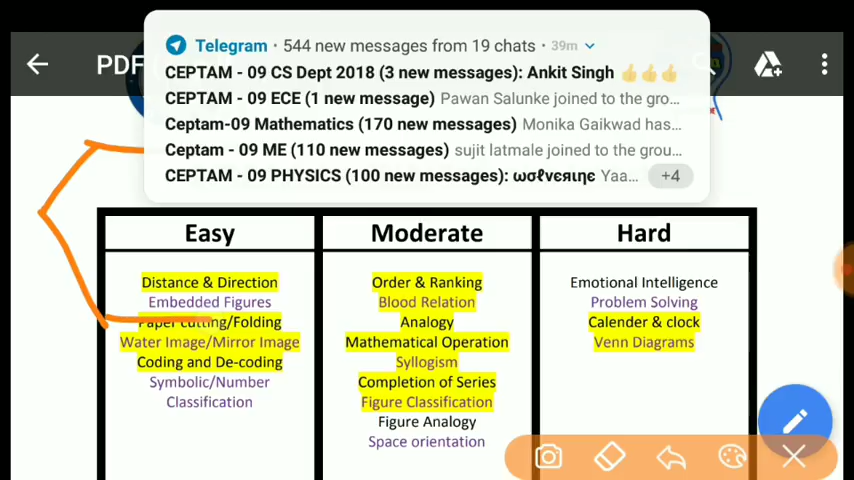 Telegram · 544 new messages from 19 chats · 39m
CEPTAM - 09 CS Dept 2018 (3 new messages): Ankit Singh 👍👍👍
CEPTAM - 09 ECE (1 new message) Pawan Salunke joined to the gro...
Ceptam-09 Mathematics (170 new messages) Monika Gaikwad has...
Ceptam - 09 ME (110 new messages) sujit latmale joined to the grou...
CEPTAM - 09 PHYSICS (100 new messages): ωσℓνєяιηє Yaa... +4
PDF
Easy
Distance & Direction
Embedded Figures
Paper cutting/Folding
Water Image/Mirror Image
Coding and De-coding
Symbolic/Number
Classification
Moderate
Order & Ranking
Blood Relation
Analogy
Mathematical Operation
Syllogism
Completion of Series
Figure Classification
Figure Analogy
Space orientation
Hard
Emotional Intelligence
Problem Solving
Calender & clock
Venn Diagrams